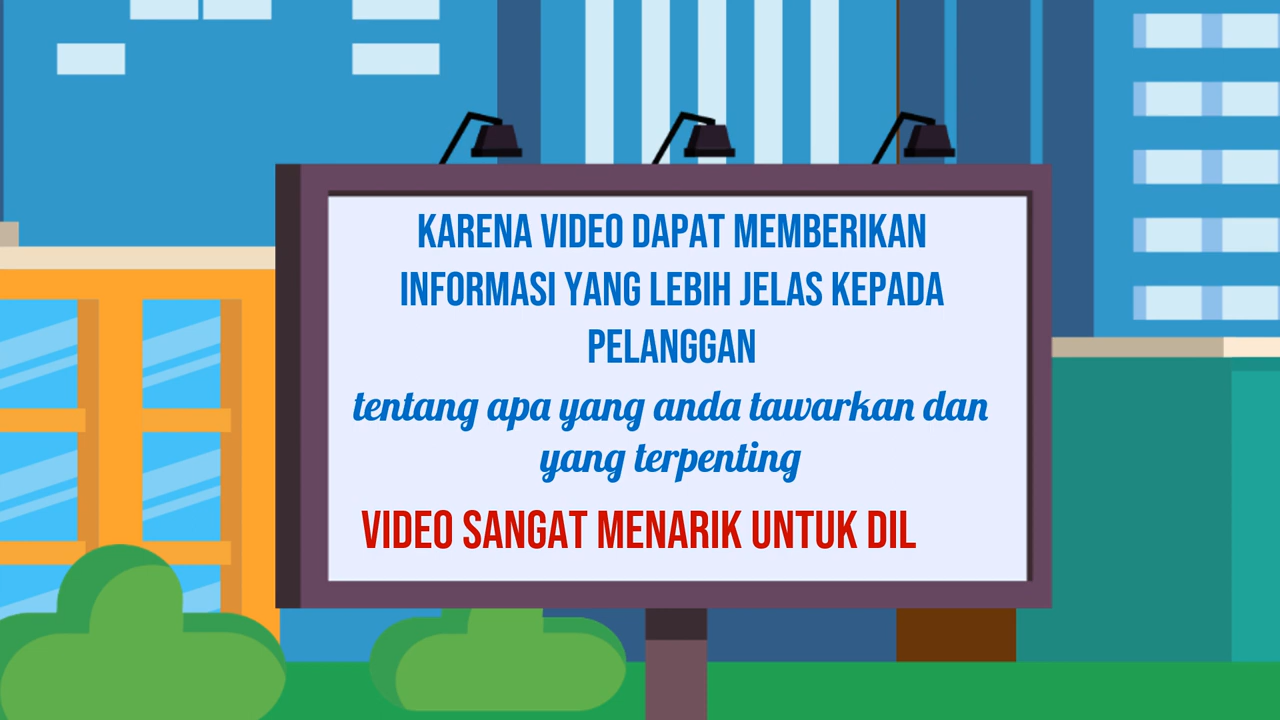 KARENA VIDEO DAPAT MEMBERIKAN
INFORMASI YANG LEBIH JELAS KEPADA
PELANGGAN
tentang apa yang anda tawarkan dan
yang terpenting
VIDEO SANGAT MENARIK UNTUK DIL